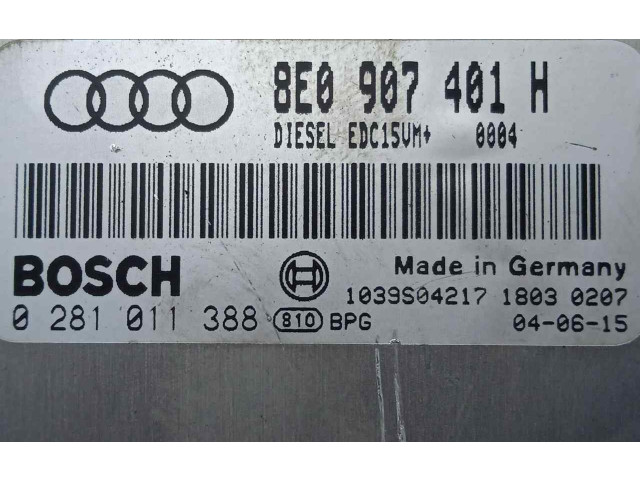 8E0 907 401 H
DIESEL EDC15VM+ 0004
BOSCH
Made in Germany
1039S04217 1803 0207
0 281 011 388 810 BPG 04-06-15